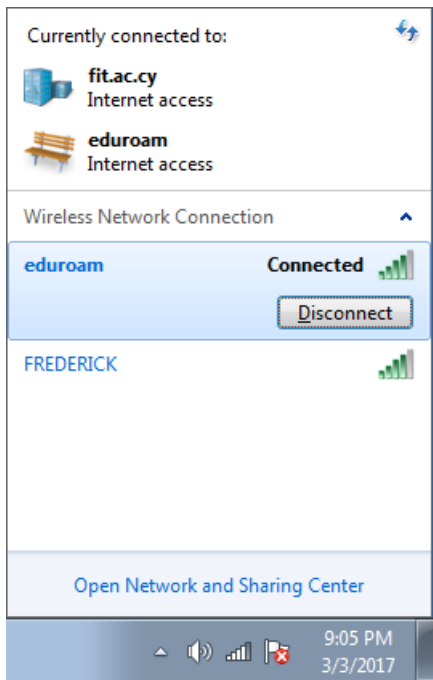 Currently connected to:
fit.ac.cy
Internet access
eduroam
Internet access
Wireless Network Connection
eduroam Connected
Disconnect
FREDERICK
Open Network and Sharing Center
9:05 PM
3/3/2017